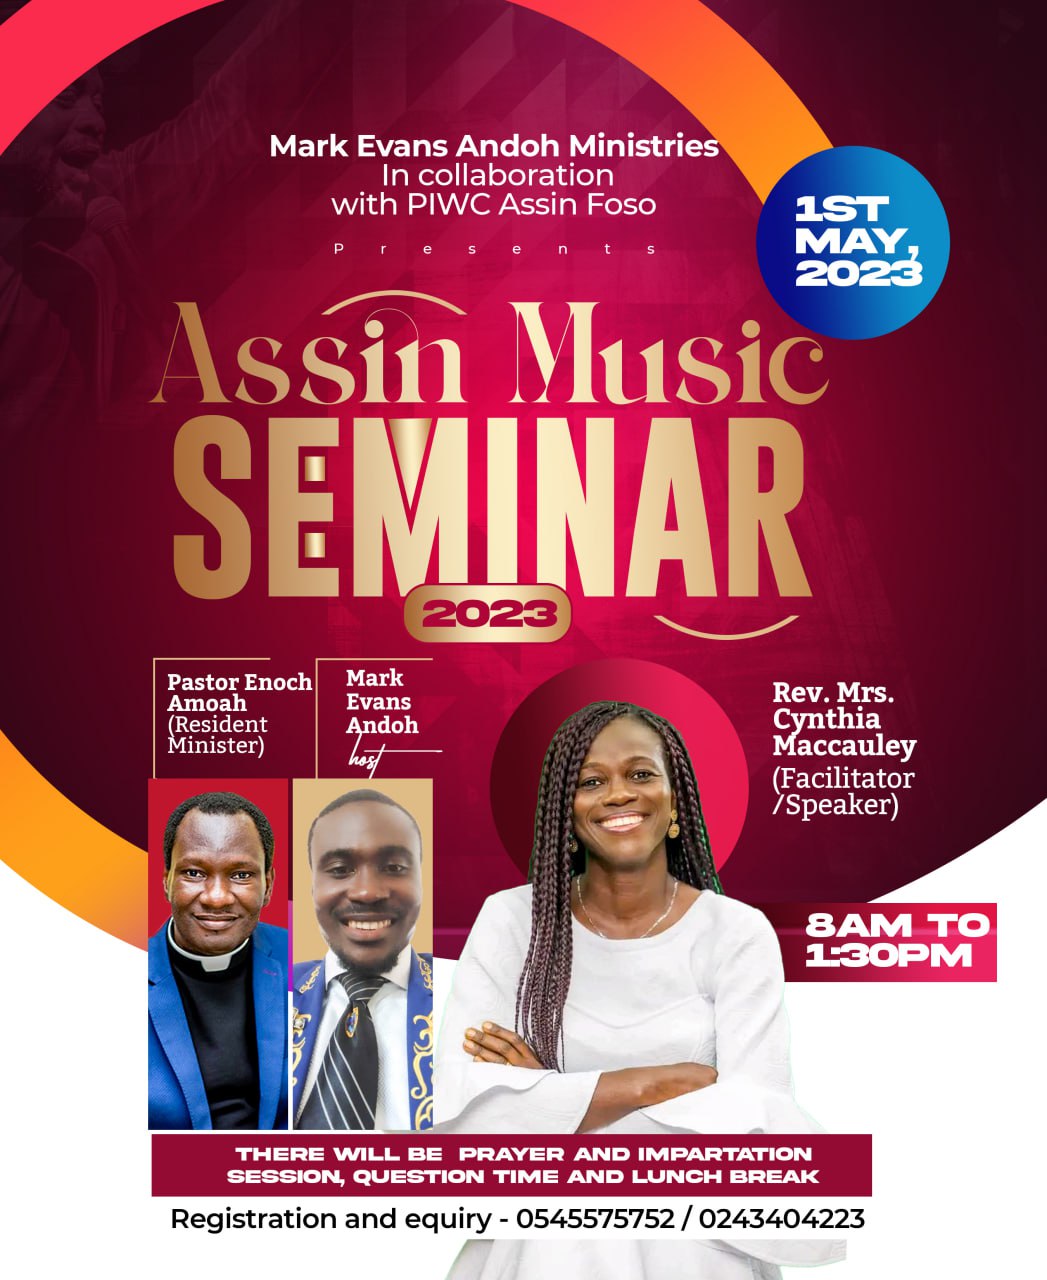 Mark Evans Andoh Ministries
In collaboration
with PIWC Assin Foso
Presents
1ST
MAY,
2023
Assin Music
SEMINAR
2023
Pastor Enoch
Amoah
(Resident
Minister)
Mark
Evans
Andoh
host
Rev. Mrs.
Cynthia
Maccauley
(Facilitator
/Speaker)
8AM TO
1:30PM
THERE WILL BE PRAYER AND IMPARTATION
SESSION, QUESTION TIME AND LUNCH BREAK
Registration and equiry - 0545575752 / 0243404223